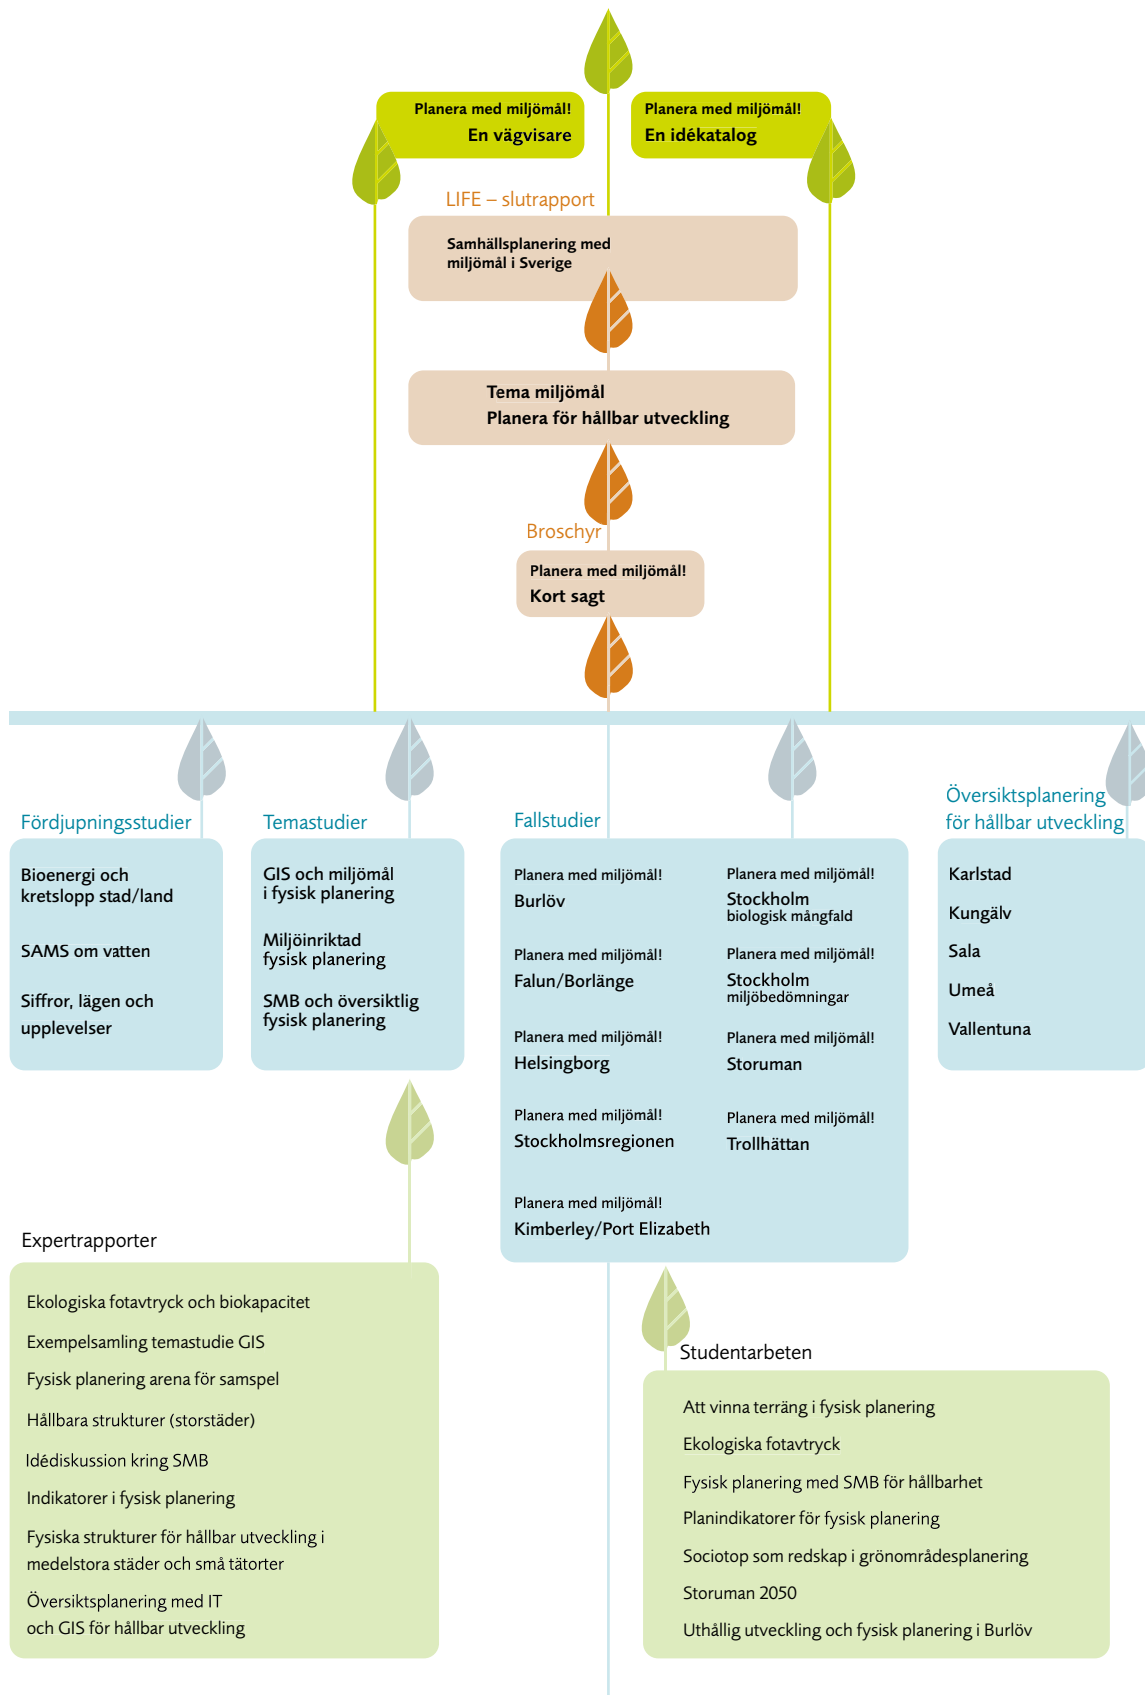 Planera med miljömål!
En vägvisare
Planera med miljömål!
En idékatalog
LIFE – slutrapport
Samhällsplanering med
miljömål i Sverige
Tema miljömål
Planera för hållbar utveckling
Broschyr
Planera med miljömål!
Kort sagt
Fördjupningsstudier
Bioenergi och
kretslopp stad/land
SAMS om vatten
Siffror, lägen och
upplevelser
Temastudier
GIS och miljömål
i fysisk planering
Miljöinriktad
fysisk planering
SMB och översiktlig
fysisk planering
Fallstudier
Planera med miljömål!
Burlöv
Planera med miljömål!
Falun/Borlänge
Planera med miljömål!
Helsingborg
Planera med miljömål!
Stockholmsregionen
Planera med miljömål!
Kimberley/Port Elizabeth
Planera med miljömål!
Stockholm
biologisk mångfald
Planera med miljömål!
Stockholm
miljöbedömningar
Planera med miljömål!
Storuman
Planera med miljömål!
Trollhättan
Översiktsplanering
för hållbar utveckling
Karlstad
Kungälv
Sala
Umeå
Vallentuna
Expertrapporter
Ekologiska fotavtryck och biokapacitet
Exempelsamling temastudie GIS
Fysisk planering arena för samspel
Hållbara strukturer (storstäder)
Idédiskussion kring SMB
Indikatorer i fysisk planering
Fysiska strukturer för hållbar utveckling i
medelstora städer och små tätorter
Översiktsplanering med IT
och GIS för hållbar utveckling
Studentarbeten
Att vinna terräng i fysisk planering
Ekologiska fotavtryck
Fysisk planering med SMB för hållbarhet
Planindikatorer för fysisk planering
Sociotop som redskap i grönområdesplanering
Storuman 2050
Uthållig utveckling och fysisk planering i Burlöv